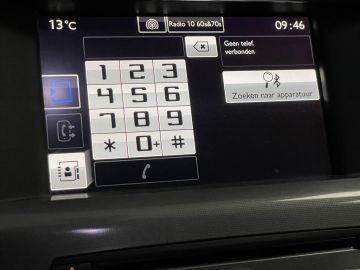 13°C Radio 10 60s&70s 09:46
Geen telef.
verbonden
1 2 3
4 5 6
7 8 9
* 0+ #
Zoeken naar apparatuur